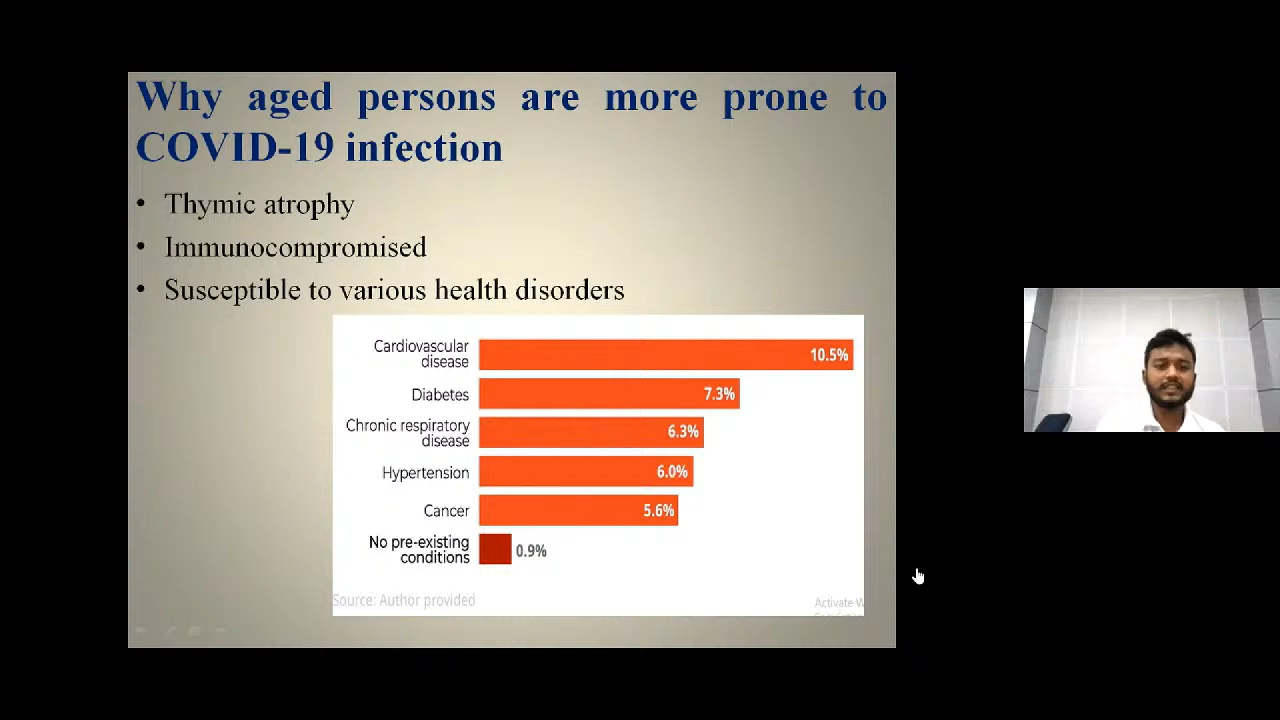 Why aged persons are more prone to
COVID-19 infection
• Thymic atrophy
• Immunocompromised
• Susceptible to various health disorders
Cardiovascular
disease
10.5%
Diabetes
7.3%
Chronic respiratory
disease
6.3%
Hypertension
6.0%
Cancer
5.6%
No pre-existing
conditions
0.9%
Source: Author provided
Activate W